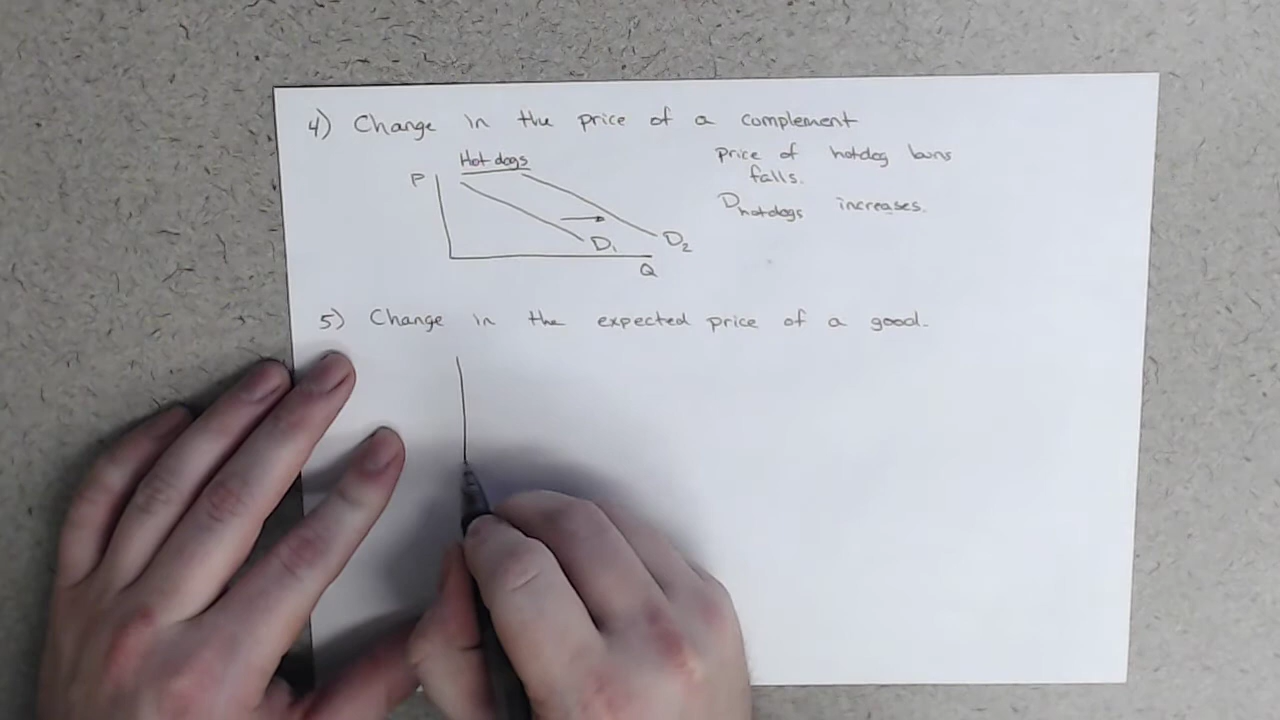 4) Change in the price of a complement
Hot dogs
P
D1
D2
Q
price of hotdog buns
falls.
Dhotdogs increases.
5) Change in the expected price of a good.